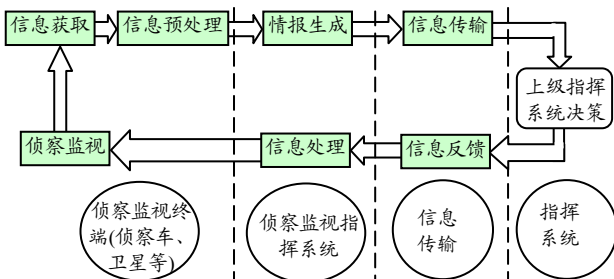 信息获取
信息预处理
情报生成
信息传输
上级指挥
系统决策
侦察监视
信息处理
信息反馈
侦察监视终
端(侦察车、
卫星等)
侦察监视指
挥系统
信息
传输
指挥
系统